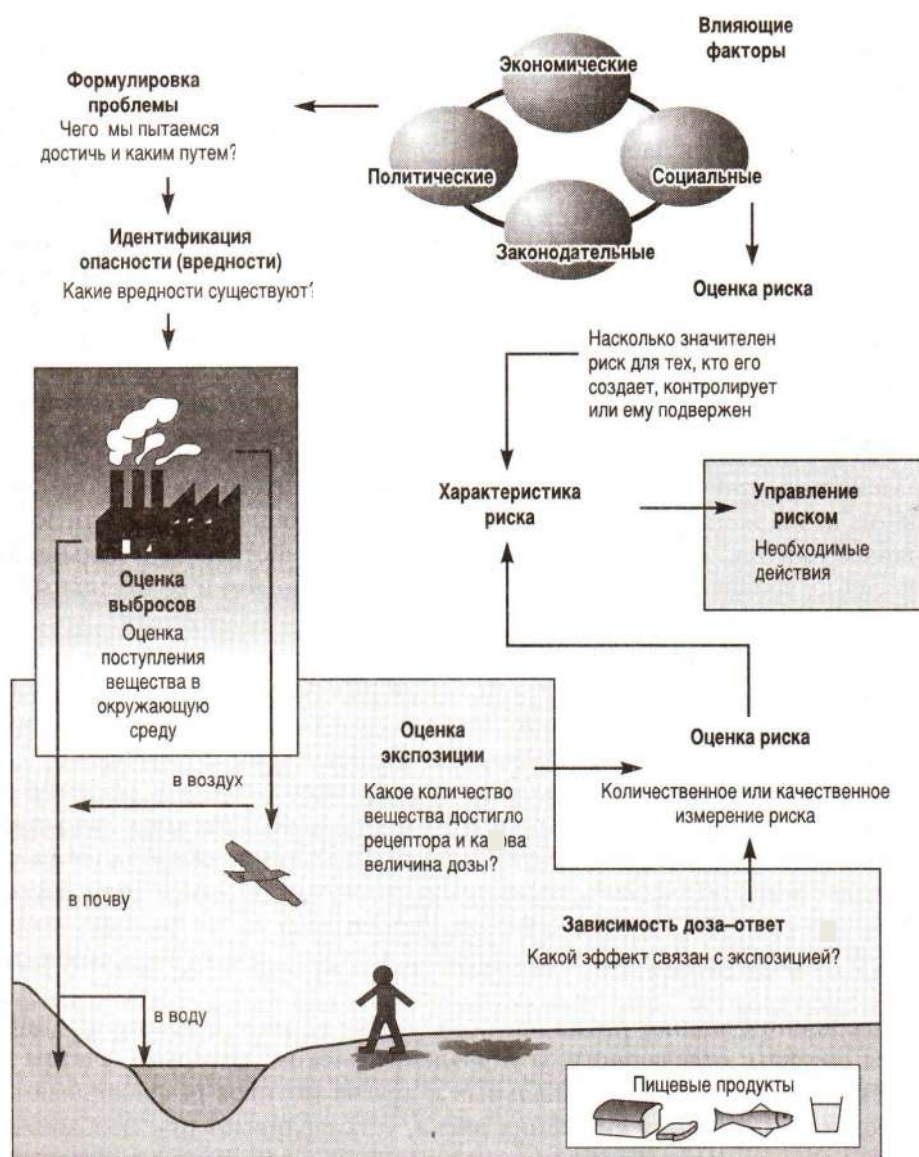 Влияющие
факторы
Экономические
Политические
Социальные
Законодательные
Формулировка
проблемы
Чего мы пытаемся
достичь и каким путем?
Идентификация
опасности (вредности)
Какие вредности существуют?
Оценка риска
Насколько значителен
риск для тех, кто его
создает, контролирует
или ему подвержен
Характеристика
риска
Управление
риском
Необходимые
действия
Оценка
выбросов
Оценка
поступления
вещества в
окружающую
среду
в воздух
в почву
в воду
Оценка
экспозиции
Какое количество
вещества достигло
рецептора и какова
величина дозы?
Оценка риска
Количественное или качественное
измерение риска
Зависимость доза–ответ
Какой эффект связан с экспозицией?
Пищевые продукты